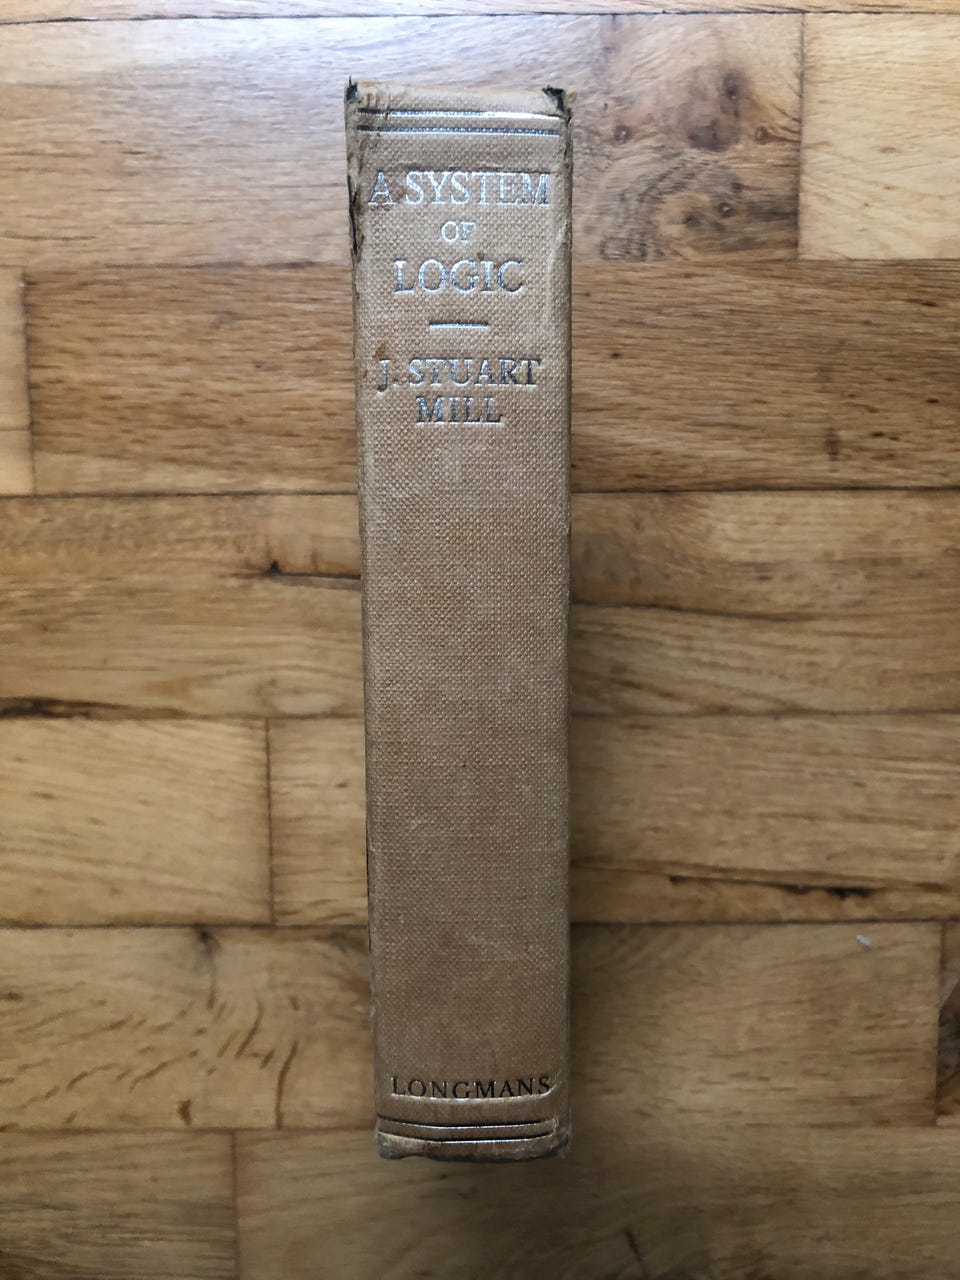 A SYSTEM
OF
LOGIC
J. STUART
MILL
LONGMANS